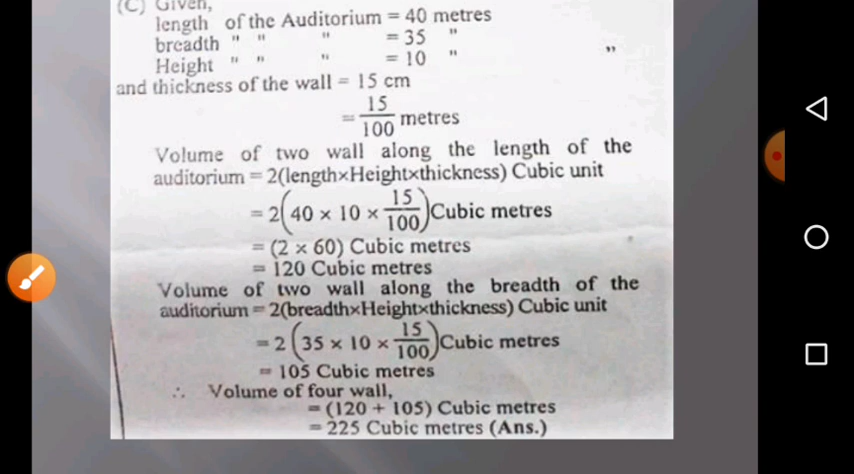 (C) Given,
length of the Auditorium = 40 metres
breadth " " " = 35 "
Height " " " = 10 " "
and thickness of the wall = 15 cm
= 15/100 metres
Volume of two wall along the length of the
auditorium = 2(length×Height×thickness) Cubic unit
= 2(40 × 10 × 15/100) Cubic metres
= (2 × 60) Cubic metres
= 120 Cubic metres
Volume of two wall along the breadth of the
auditorium = 2(breadth×Height×thickness) Cubic unit
= 2(35 × 10 × 15/100) Cubic metres
= 105 Cubic metres
∴ Volume of four wall,
= (120 + 105) Cubic metres
= 225 Cubic metres (Ans.)